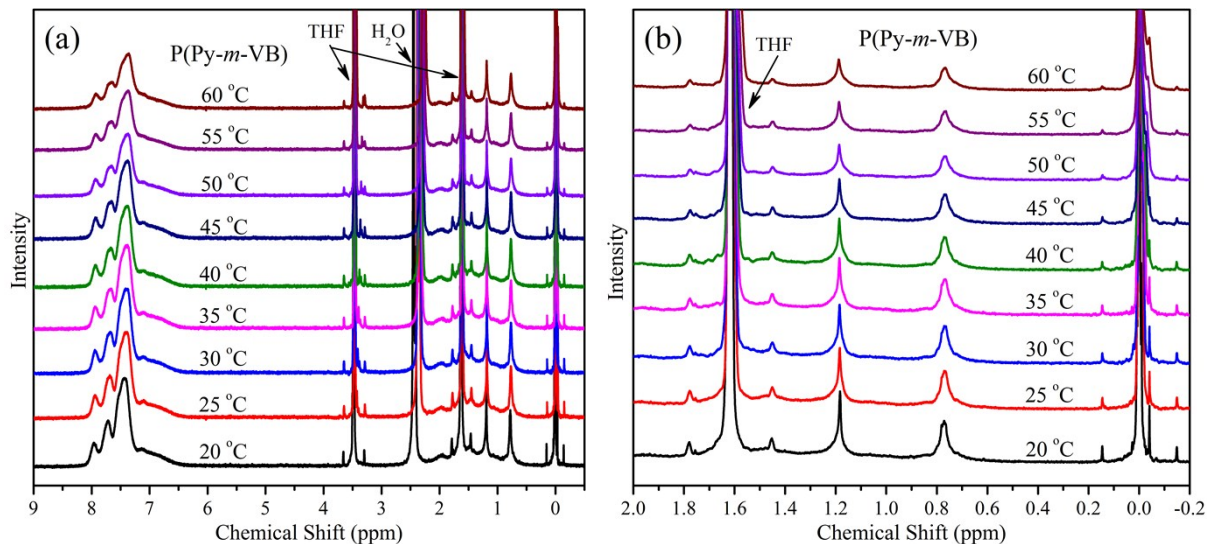 (a)
P(Py-m-VB)
THF
H₂O
60 °C
55 °C
50 °C
45 °C
40 °C
35 °C
30 °C
25 °C
20 °C
Intensity
9 8 7 6 5 4 3 2 1 0
Chemical Shift (ppm)
(b)
P(Py-m-VB)
THF
60 °C
55 °C
50 °C
45 °C
40 °C
35 °C
30 °C
25 °C
20 °C
Intensity
2.0 1.8 1.6 1.4 1.2 1.0 0.8 0.6 0.4 0.2 0.0 -0.2
Chemical Shift (ppm)